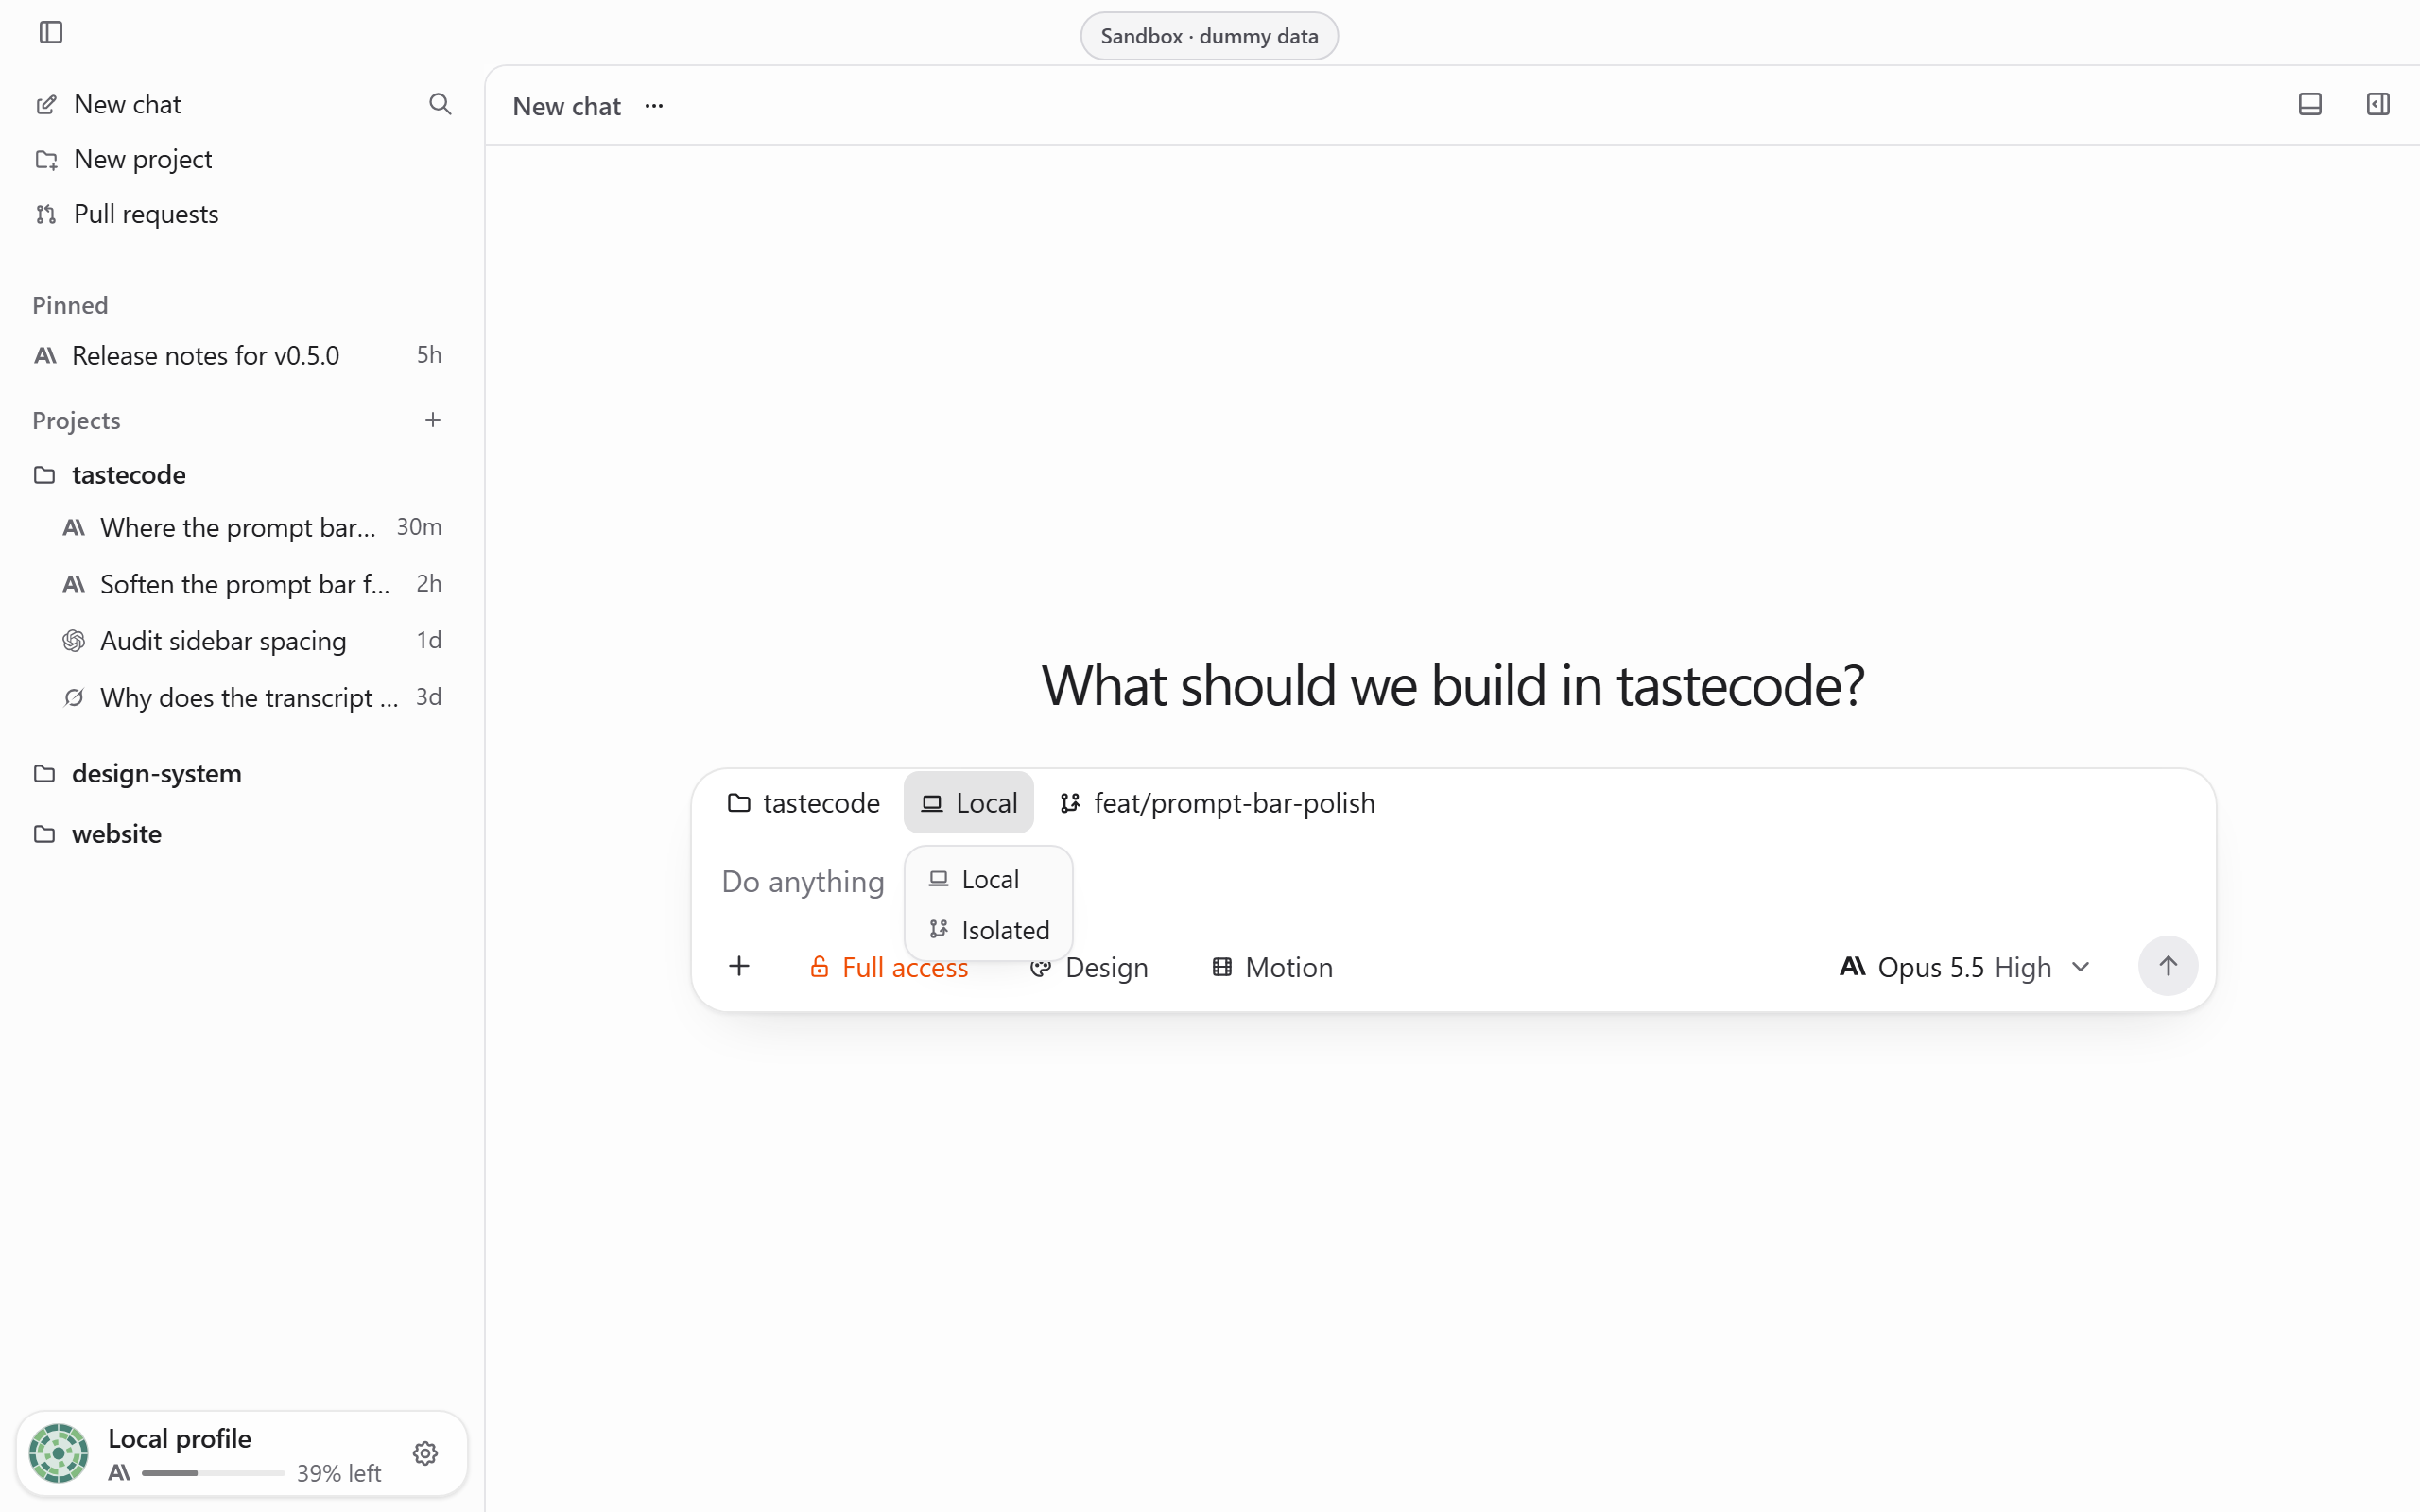 Sandbox · dummy data
New chat
New project
Pull requests
Pinned
Release notes for v0.5.0 5h
Projects
tastecode
Where the prompt bar... 30m
Soften the prompt bar f... 2h
Audit sidebar spacing 1d
Why does the transcript ... 3d
design-system
website
Local profile
39% left
New chat
What should we build in tastecode?
tastecode Local feat/prompt-bar-polish
Do anything
Local
Isolated
Full access Design Motion Opus 5.5 High